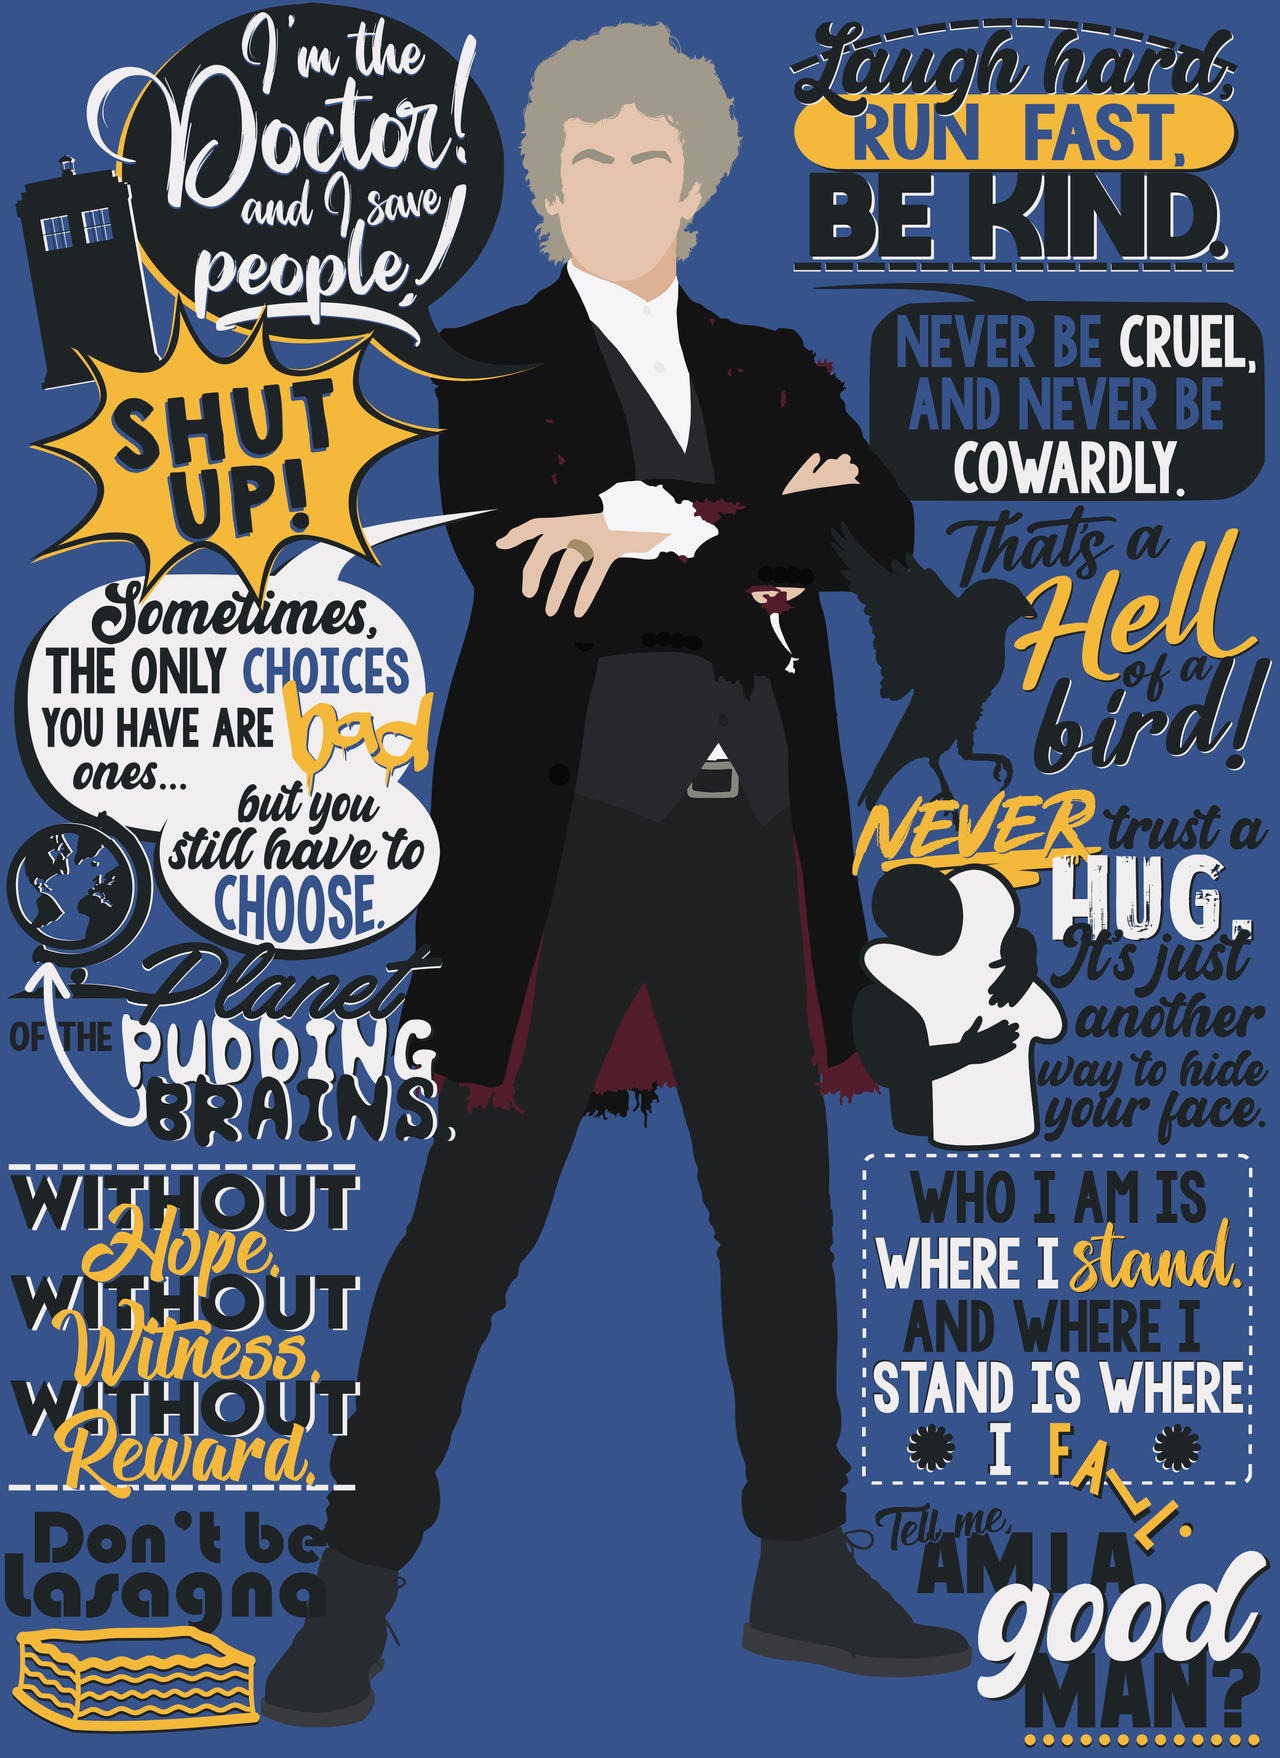 I'm the
Doctor!
and I save
people!
SHUT
UP!
Sometimes,
THE ONLY CHOICES
YOU HAVE ARE bad
ones...
but you
still have to
CHOOSE.
Planet
OF THE PUDDING
BRAINS.
WITHOUT
Hope.
WITHOUT
Witness.
WITHOUT
Reward.
Don't be
Lasagna
Laugh hard,
RUN FAST,
BE KIND.
NEVER BE CRUEL,
AND NEVER BE
COWARDLY.
That's a
Hell
of a
bird!
NEVER trust a
HUG.
It's just
another
way to hide
your face.
WHO I AM IS
WHERE I stand.
AND WHERE I
STAND IS WHERE
I FALL.
Tell me,
AM I A
good
MAN?